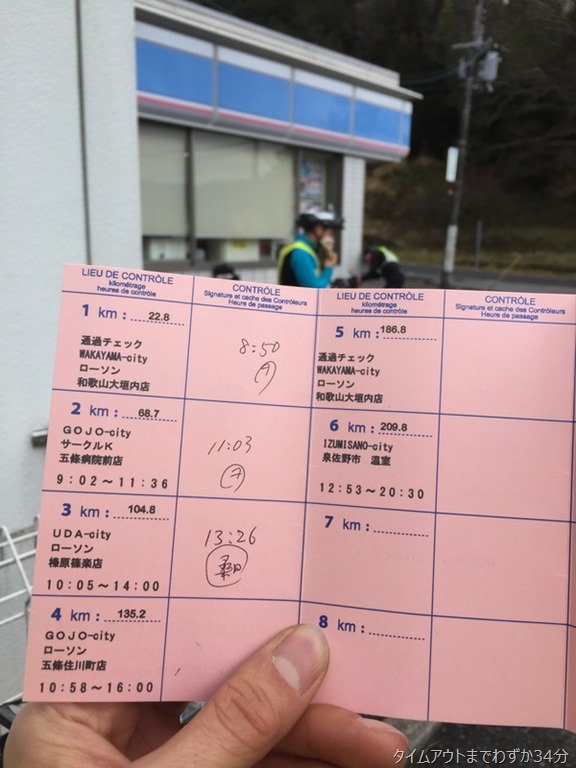 LIEU DE CONTRÔLE
kilométrage
heures de contrôle
CONTRÔLE
Signature et cache des Contrôleurs
Heure de passage
1 km : 22.8
通過チェック
WAKAYAMA-city
ローソン
和歌山大垣内店
8:50
2 km : 68.7
GOJO-city
サークルK
五條病院前店
9:02～11:36
11:03
3 km : 104.8
UDA-city
ローソン
榛原篠楽店
10:05～14:00
13:26
4 km : 135.2
GOJO-city
ローソン
五條住川町店
10:58～16:00
LIEU DE CONTRÔLE
kilométrage
heures de contrôle
CONTRÔLE
Signature et cache des Contrôleurs
Heure de passage
5 km : 186.8
通過チェック
WAKAYAMA-city
ローソン
和歌山大垣内店
6 km : 209.8
IZUMISANO-city
泉佐野市 温室
12:53～20:30
7 km :
8 km :
タイムアウトまでわずか34分